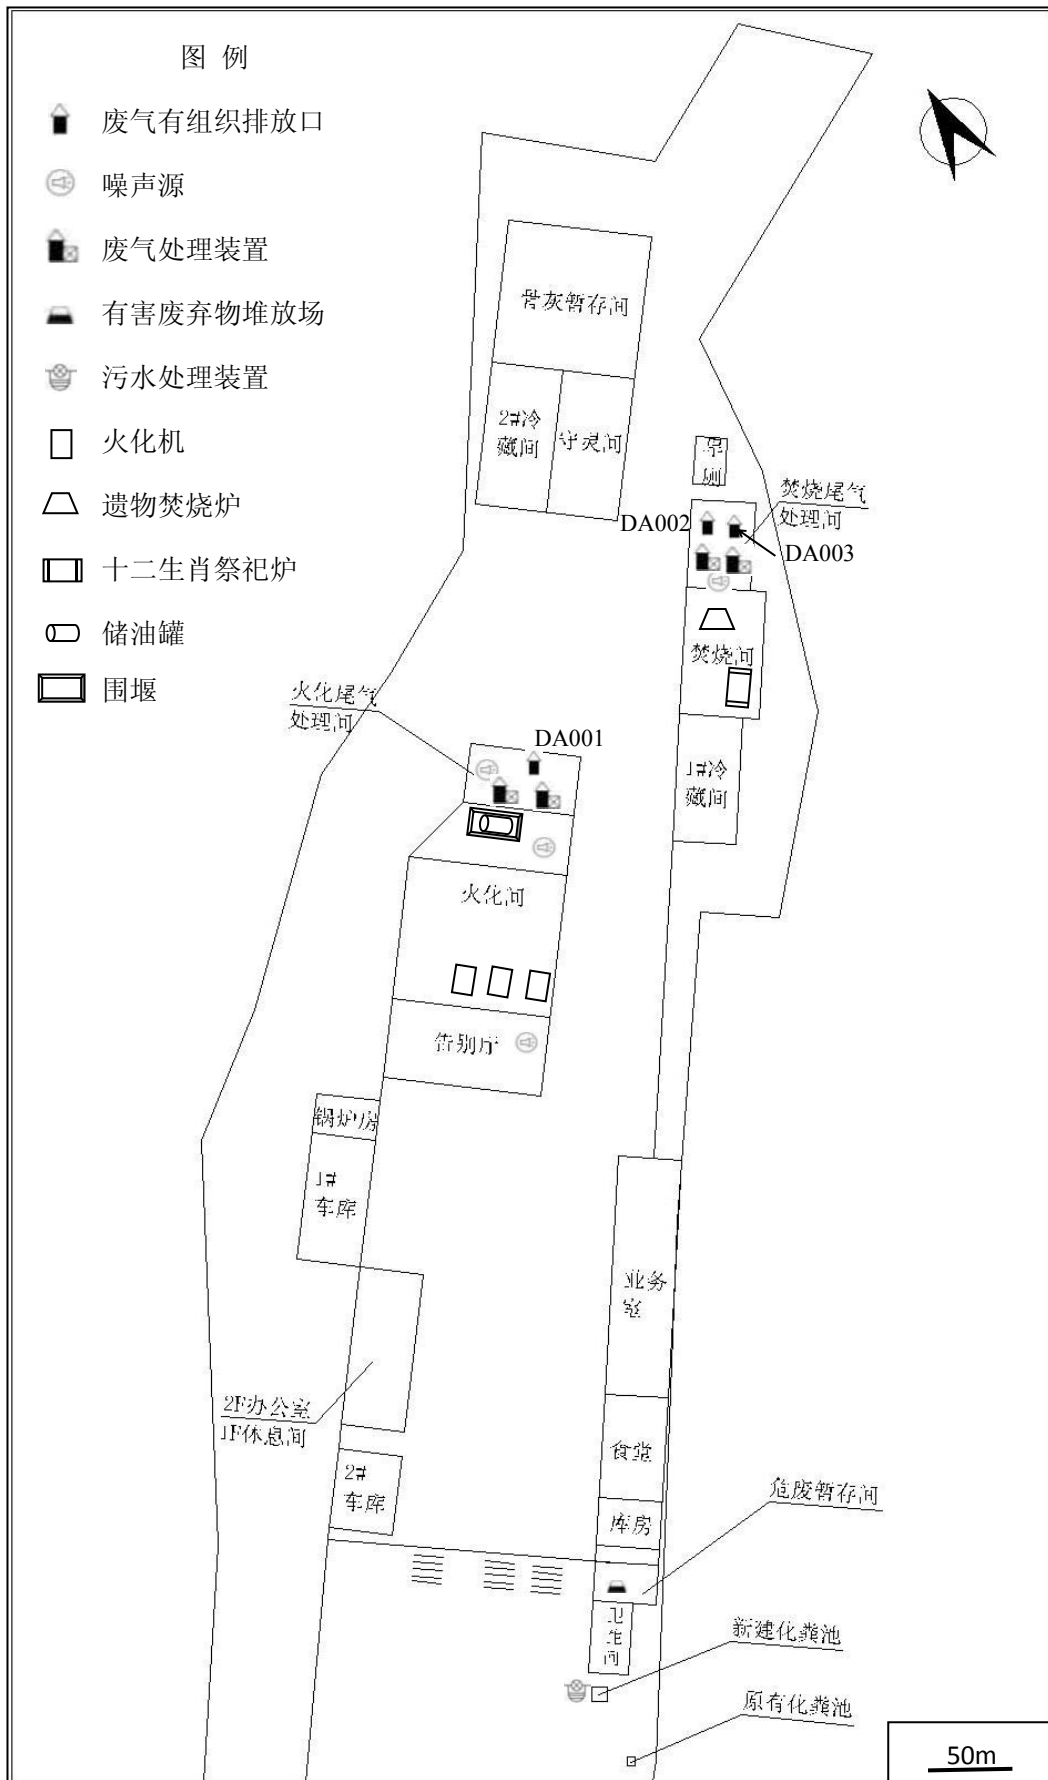 图 例
废气有组织排放口
噪声源
废气处理装置
有害废弃物堆放场
污水处理装置
火化机
遗物焚烧炉
十二生肖祭祀炉
储油罐
围堰
骨灰暂存间
2#冷
藏间
守灵间
旱
厕
焚烧尾气
处理间
DA002
DA003
焚烧间
火化尾气
处理间
DA001
1#冷
藏间
火化间
告别厅
锅炉房
1#
车库
业务
室
2F办公室
1F休息间
食堂
2#
车库
危废暂存间
库房
卫
生
间
新建化粪池
原有化粪池
50m